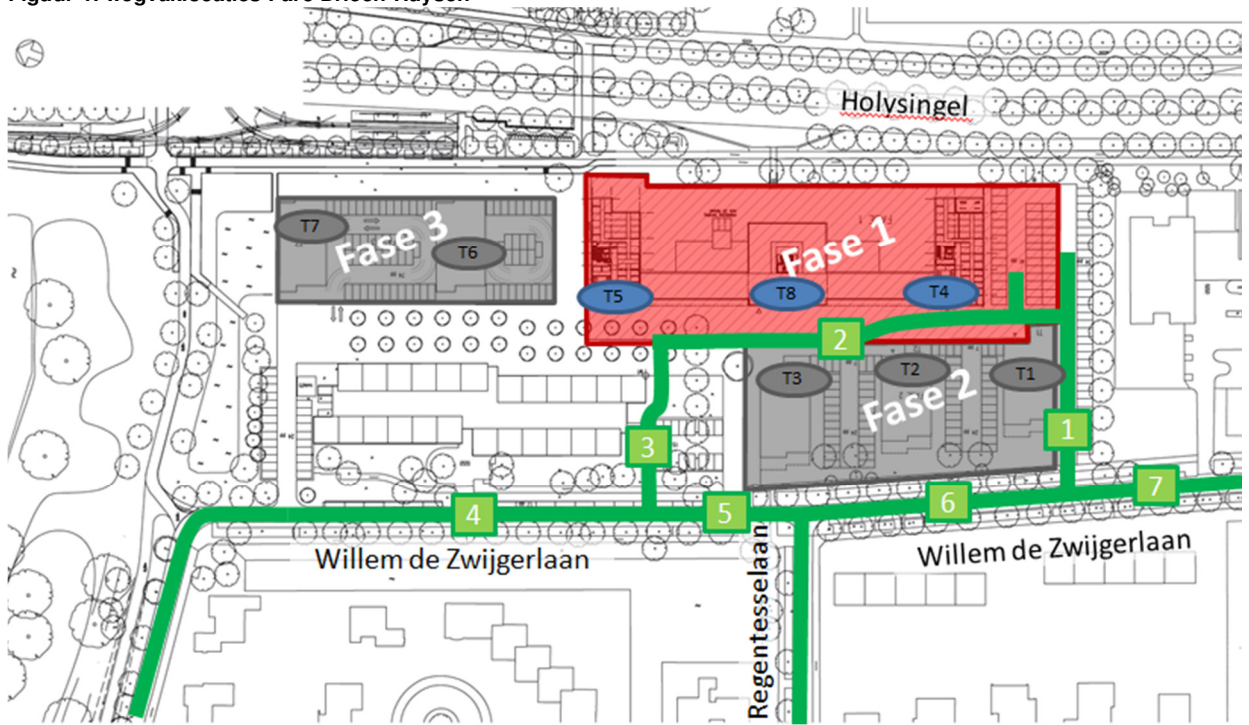 Holvsingel
T7
Fase 3
T6
Fase 1
T5
T8
T4
2
T3
T2
T1
Fase 2
3
1
4
5
6
7
Willem de Zwijgerlaan
Regentesselaan
Willem de Zwijgerlaan